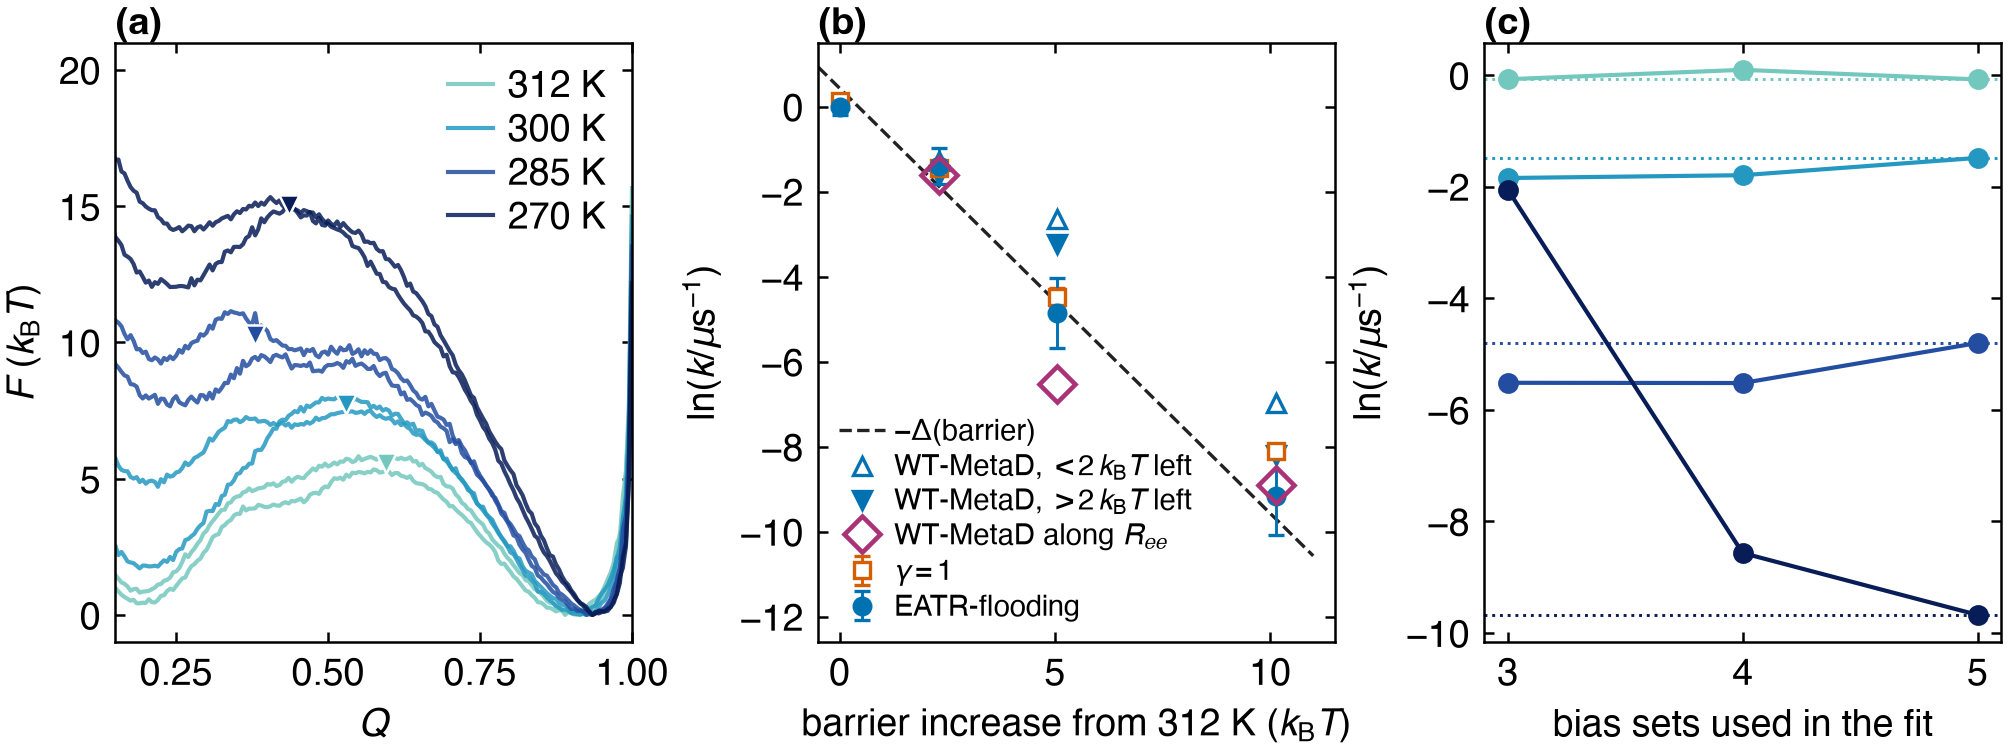 (a)
20
15
10
5
0
F (kBT)
0.25
0.50
0.75
1.00
Q
312 K
300 K
285 K
270 K
(b)
0
−2
−4
−6
−8
−10
−12
ln(k/μs−1)
0
5
10
barrier increase from 312 K (kBT)
−Δ(barrier)
WT-MetaD, <2 kBT left
WT-MetaD, >2 kBT left
WT-MetaD along Ree
γ=1
EATR-flooding
(c)
0
−2
−4
−6
−8
−10
ln(k/μs−1)
3
4
5
bias sets used in the fit